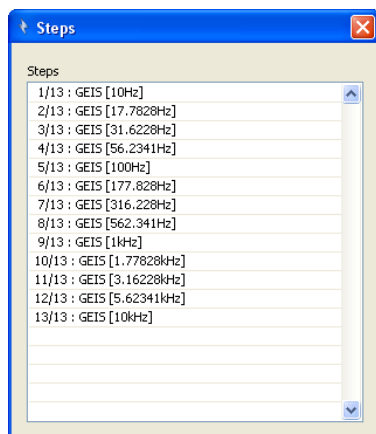 Steps
Steps
1/13 : GEIS [10Hz]
2/13 : GEIS [17.7828Hz]
3/13 : GEIS [31.6228Hz]
4/13 : GEIS [56.2341Hz]
5/13 : GEIS [100Hz]
6/13 : GEIS [177.828Hz]
7/13 : GEIS [316.228Hz]
8/13 : GEIS [562.341Hz]
9/13 : GEIS [1kHz]
10/13 : GEIS [1.77828kHz]
11/13 : GEIS [3.16228kHz]
12/13 : GEIS [5.62341kHz]
13/13 : GEIS [10kHz]